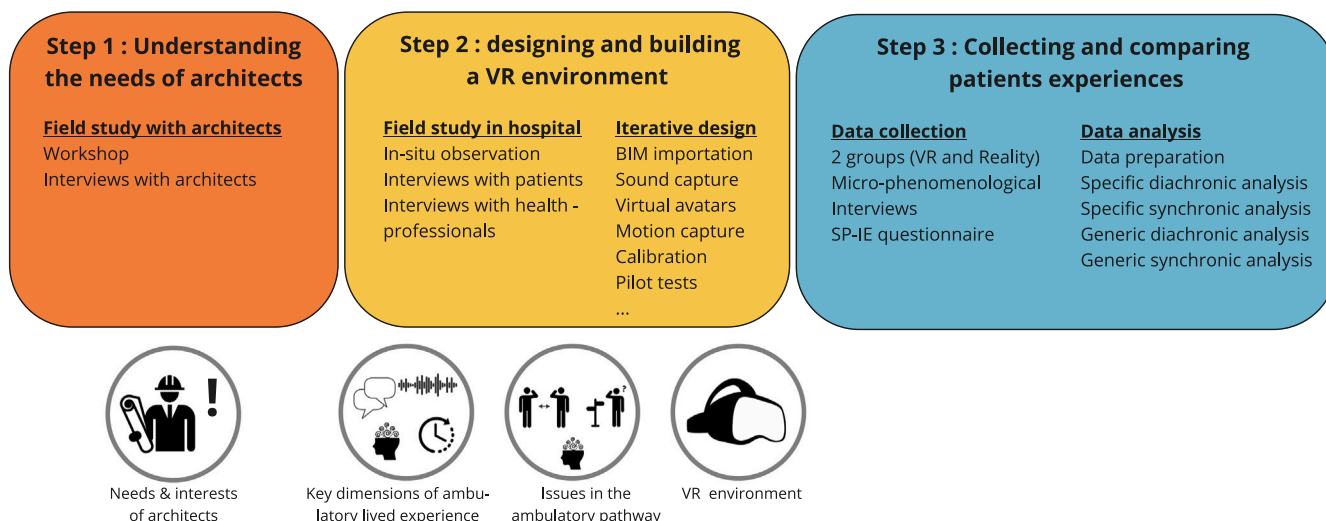 Step 1 : Understanding
the needs of architects
Field study with architects
Workshop
Interviews with architects
Step 2 : designing and building
a VR environment
Field study in hospital
In-situ observation
Interviews with patients
Interviews with health -
professionals
Iterative design
BIM importation
Sound capture
Virtual avatars
Motion capture
Calibration
Pilot tests
...
Step 3 : Collecting and comparing
patients experiences
Data collection
2 groups (VR and Reality)
Micro-phenomenological
Interviews
SP-IE questionnaire
Data analysis
Data preparation
Specific diachronic analysis
Specific synchronic analysis
Generic diachronic analysis
Generic synchronic analysis
!
?
Needs & interests
of architects
Key dimensions of ambu-
latory lived experience
Issues in the
ambulatory pathway
VR environment